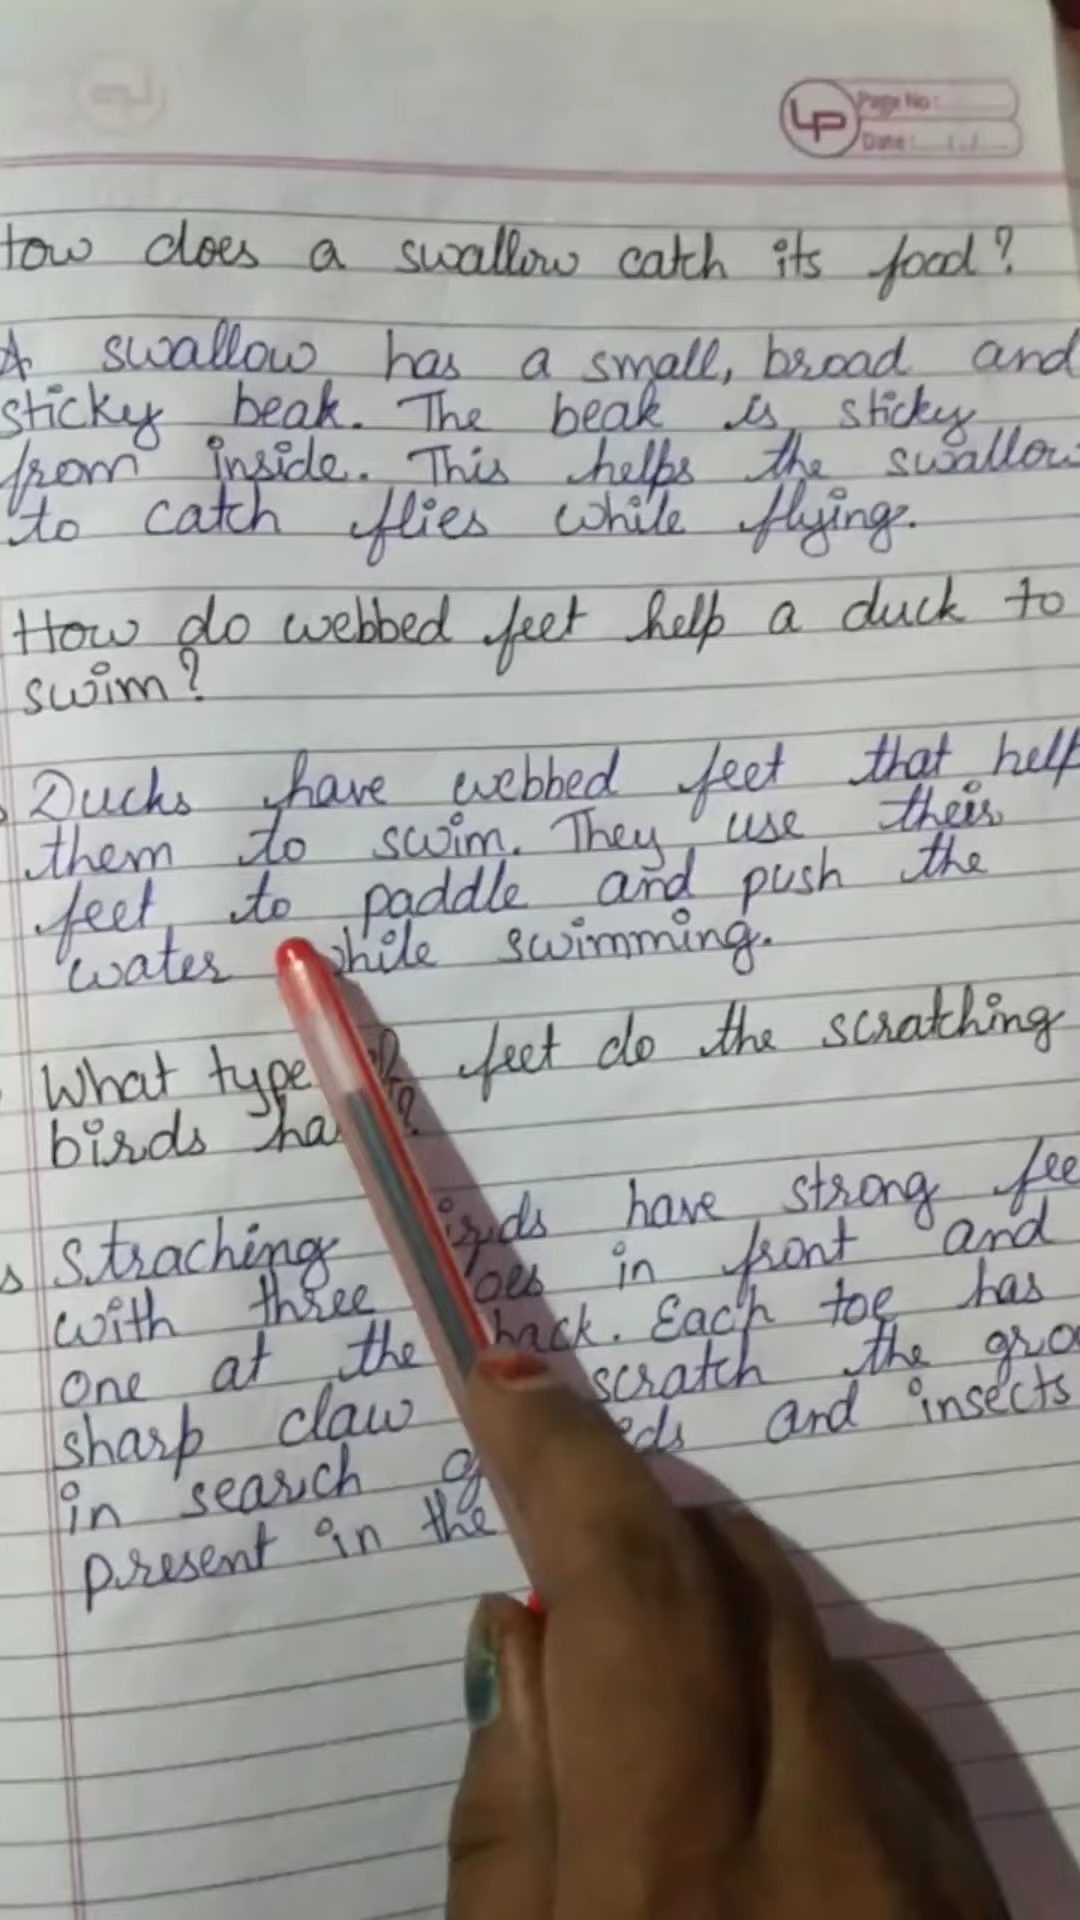 Page No:
LP
Date:
How does a swallow catch its food?
A swallow has a small, broad and
sticky beak. The beak is sticky
from inside. This helps the swallow
to catch flies while flying.
How do webbed feet help a duck to
swim?
Ducks have webbed feet that help
them to swim. They use their
feet to paddle and push the
water while swimming.
What type feet do the scratching
birds ha ?
Straching birds have strong fee
with three toes in front and
one at the back. Each toe has
sharp claw scratch the gro
in search and insects
present in the